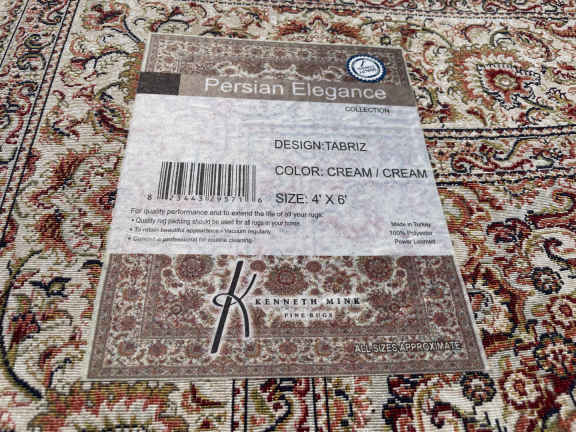 Persian Elegance
COLLECTION
DESIGN:TABRIZ
COLOR: CREAM / CREAM
SIZE: 4' X 6'
For quality performance and to extend the life of all your rugs:
• Quality rug padding should be used for all rugs in your home.
• To retain beautiful appearance • Vacuum regularly.
• Consult a professional for routine cleaning.
Made in Turkey
100% Polyester
Power Loomed
KENNETH MINK
FINE RUGS
ALL SIZES APPROXIMATE